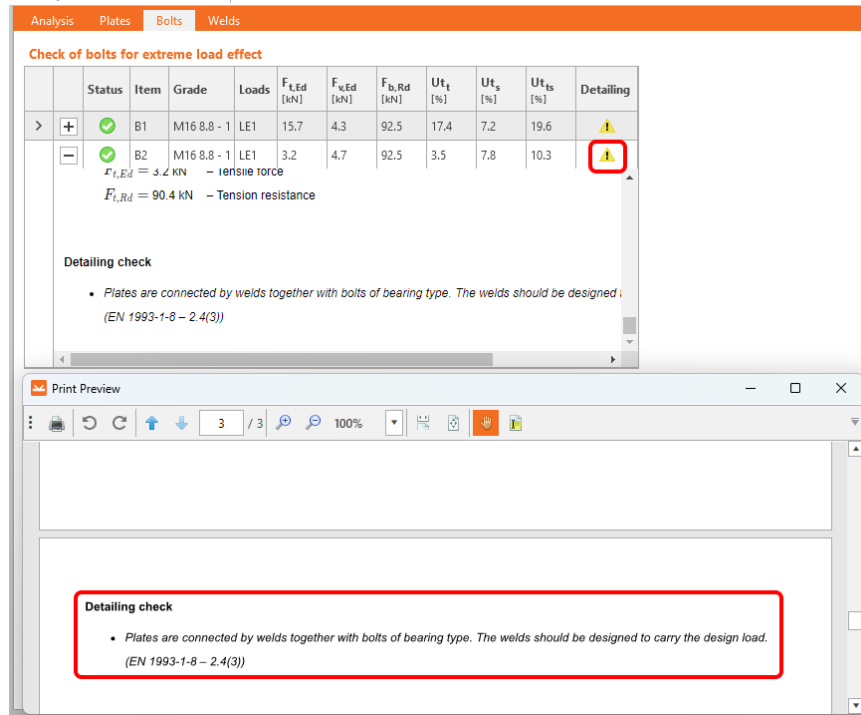 Analysis Plates Bolts Welds
Check of bolts for extreme load effect
Status Item Grade Loads Ft,Ed [kN] Fv,Ed [kN] Fb,Rd [kN] Utt [%] Uts [%] Utts [%] Detailing
B1 M16 8.8 - 1 LE1 15.7 4.3 92.5 17.4 7.2 19.6
B2 M16 8.8 - 1 LE1 3.2 4.7 92.5 3.5 7.8 10.3
Ft,Ed = 3.2 kN – Tensile force
Ft,Rd = 90.4 kN – Tension resistance
Detailing check
• Plates are connected by welds together with bolts of bearing type. The welds should be designed
(EN 1993-1-8 – 2.4(3))
Print Preview
3 / 3 100%
Detailing check
• Plates are connected by welds together with bolts of bearing type. The welds should be designed to carry the design load.
(EN 1993-1-8 – 2.4(3))